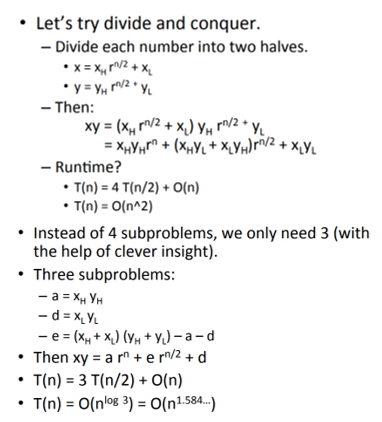 • Let's try divide and conquer.
– Divide each number into two halves.
• x = x_H r^{n/2} + x_L
• y = y_H r^{n/2 +} y_L
– Then:
xy = (x_H r^{n/2} + x_L) y_H r^{n/2 +} y_L
= x_H y_H r^n + (x_H y_L + x_L y_H) r^{n/2} + x_L y_L
– Runtime?
• T(n) = 4 T(n/2) + O(n)
• T(n) = O(n^2)
• Instead of 4 subproblems, we only need 3 (with
the help of clever insight).
• Three subproblems:
– a = x_H y_H
– d = x_L y_L
– e = (x_H + x_L) (y_H + y_L) – a – d
• Then xy = a r^n + e r^{n/2} + d
• T(n) = 3 T(n/2) + O(n)
• T(n) = O(n^{log 3}) = O(n^{1.584...})